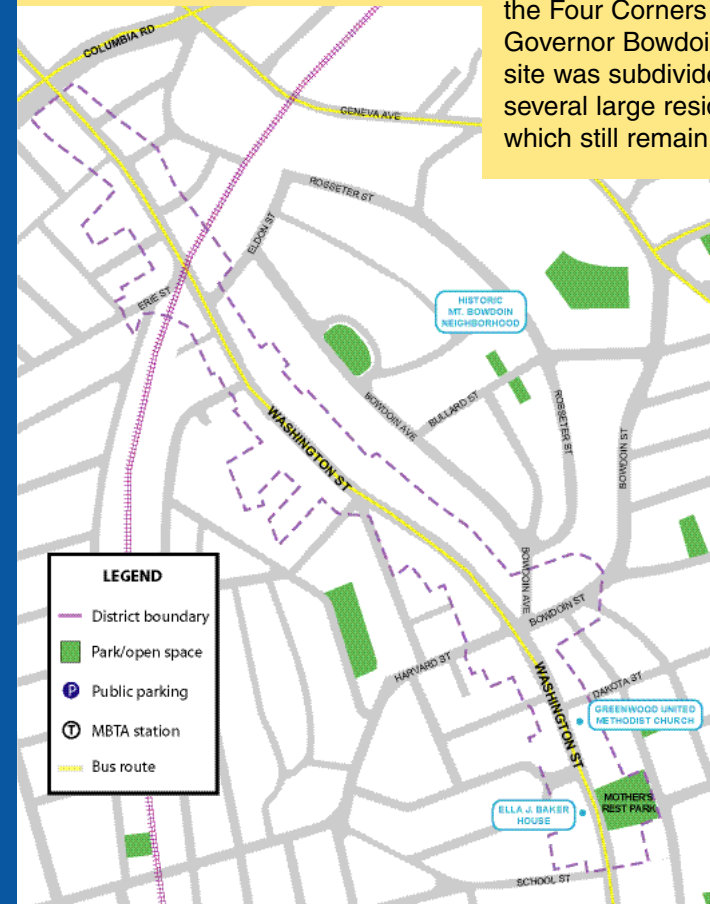 the Four Corners
Governor Bowdoi
site was subdivide
several large resid
which still remain
COLUMBIA RD
GENEVA AVE
ROSSETER ST
ELDON ST
ERIE ST
HISTORIC
MT. BOWDOIN
NEIGHBORHOOD
BOWDOIN AVE
BULLARD ST
ROSSETER ST
BOWDOIN ST
WASHINGTON ST
LEGEND
District boundary
Park/open space
P Public parking
T MBTA station
Bus route
BOWDOIN AVE
BOWDOIN ST
HARVARD ST
WASHINGTON ST
DAKOTA ST
GREENWOOD UNITED
METHODIST CHURCH
MOTHER'S
REST PARK
ELLA J. BAKER
HOUSE
SCHOOL ST